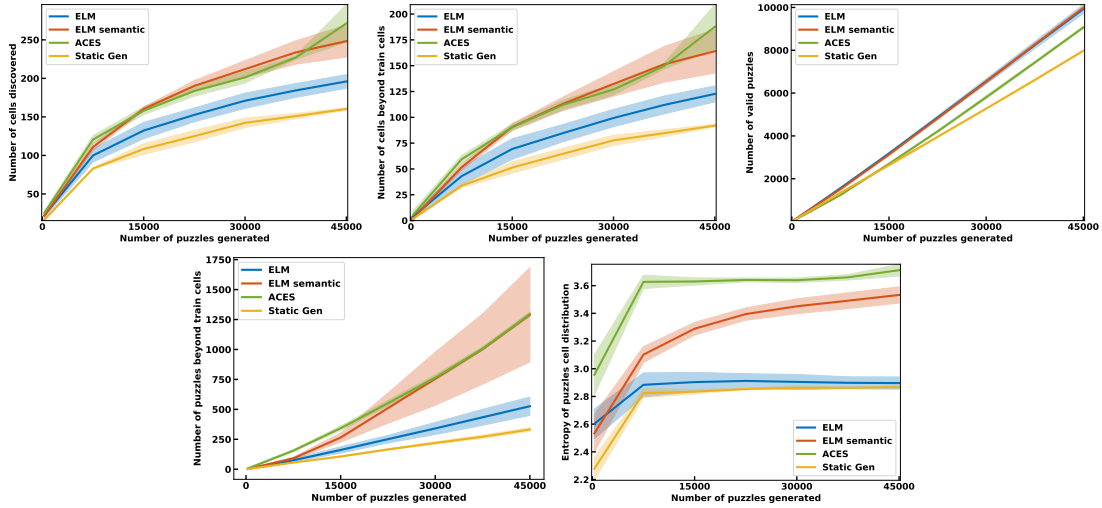 Number of cells discovered
250
200
150
100
50
ELM
ELM semantic
ACES
Static Gen
0
15000
30000
45000
Number of puzzles generated
Number of cells beyond train cells
200
175
150
125
100
75
50
25
0
ELM
ELM semantic
ACES
Static Gen
0
15000
30000
45000
Number of puzzles generated
Number of valid puzzles
10000
8000
6000
4000
2000
ELM
ELM semantic
ACES
Static Gen
0
15000
30000
45000
Number of puzzles generated
Number of puzzles beyond train cells
1750
1500
1250
1000
750
500
250
0
ELM
ELM semantic
ACES
Static Gen
0
15000
30000
45000
Number of puzzles generated
Entropy of puzzles cell distribution
3.6
3.4
3.2
3.0
2.8
2.6
2.4
2.2
ELM
ELM semantic
ACES
Static Gen
0
15000
30000
45000
Number of puzzles generated